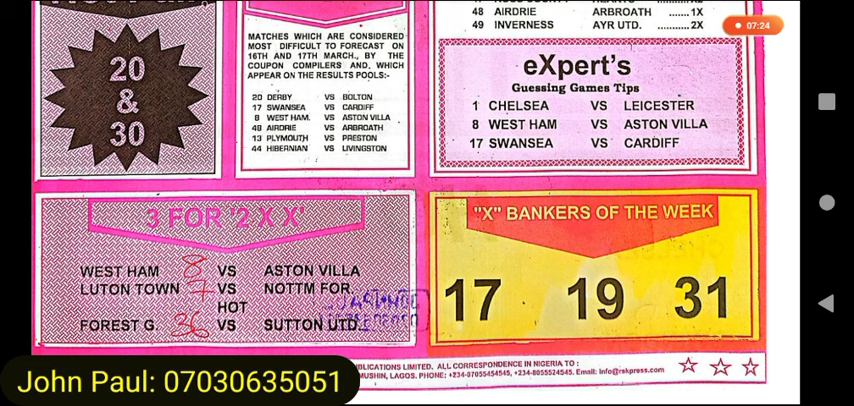 20
&
30
MATCHES WHICH ARE CONSIDERED
MOST DIFFICULT TO FORECAST ON
16TH AND 17TH MARCH., BY THE
COUPON COMPILERS AND, WHICH
APPEAR ON THE RESULTS POOLS:-
20 DERBY VS BOLTON
17 SWANSEA VS CARDIFF
8 WEST HAM. VS ASTON VILLA
48 AIRDRIE VS ARBROATH
13 PLYMOUTH VS PRESTON
44 HIBERNIAN VS LIVINGSTON
48 AIRDRIE ARBROATH .......1X
49 INVERNESS AYR UTD. ...........2X
07:24
eXpert's
Guessing Games Tips
1 CHELSEA VS LEICESTER
8 WEST HAM VS ASTON VILLA
17 SWANSEA VS CARDIFF
3 FOR '2 X X'
WEST HAM 8 VS ASTON VILLA
LUTON TOWN 7 VS NOTTM FOR.
HOT
FOREST G. 36 VS SUTTON UTD.
"X" BANKERS OF THE WEEK
17 19 31
BLICATIONS LIMITED. ALL CORRESPONDENCE IN NIGERIA TO :
MUSHIN, LAGOS. PHONE: +234-07055454545, +234-8055524545. Email: info@rskpress.com
John Paul: 07030635051